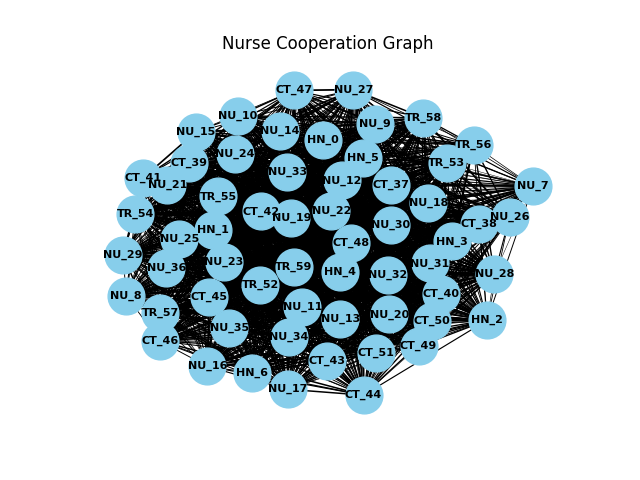 Nurse Cooperation Graph
CT_47
NU_27
NU_10
TR_58
NU_9
NU_15
NU_14
HN_0
TR_56
NU_24
HN_5
CT_39
TR_53
NU_33
CT_41
NU_12
NU_21
CT_37
NU_7
TR_55
NU_18
CT_42
NU_22
TR_54
NU_19
NU_26
CT_38
NU_30
HN_1
NU_25
HN_3
CT_48
NU_29
NU_23
NU_31
NU_36
TR_59
HN_4
NU_28
NU_32
TR_52
CT_40
NU_8
CT_45
NU_11
TR_57
NU_20
NU_13
HN_2
CT_50
NU_35
NU_34
CT_46
CT_49
CT_51
CT_43
NU_16
HN_6
NU_17
CT_44